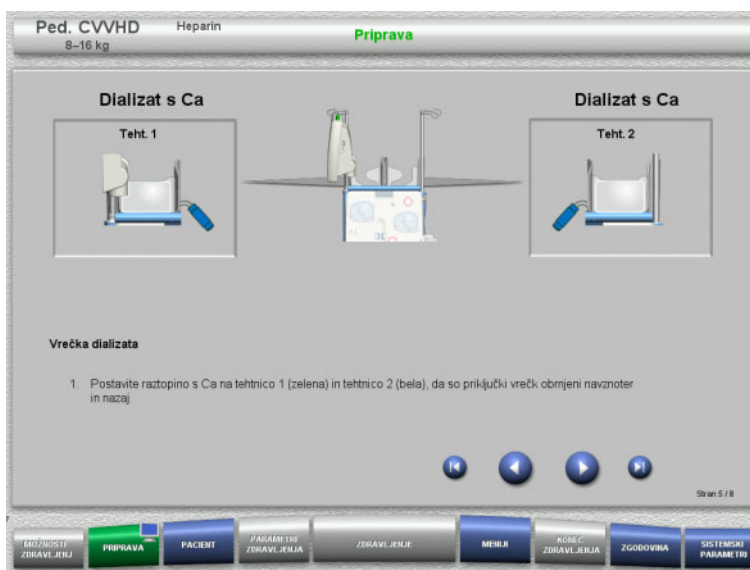 Ped. CVVHD Heparin
8–16 kg
Priprava
Dializat s Ca
Dializat s Ca
Teht. 1
Teht. 2
Vrečka dializata
1. Postavite raztopino s Ca na tehtnico 1 (zelena) in tehtnico 2 (bela), da so priključki vrečk obrnjeni navznoter
in nazaj
Stran 5 / 8
MOŽNOSTI
ZDRAVLJENJ
PRIPRAVA
PACIENT
PARAMETRI
ZDRAVLJENJA
ZDRAVLJENJE
MENIJI
KONEC
ZDRAVLJENJA
ZGODOVINA
SISTEMSKI
PARAMETRI